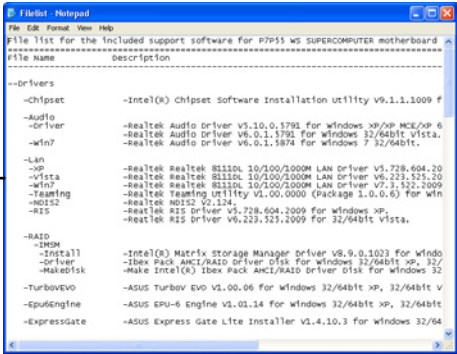 Filelist - Notepad
File Edit Format View Help
File list for the included support software for P7P55 WS SUPERCOMPUTER motherboard
File Name Description
--Drivers
-Chipset -Intel(R) Chipset Software Installation Utility V9.1.1.1009 f
-Audio
-Driver -Realtek Audio Driver V5.10.0.5791 for Windows XP/XP MCE/XP 6
-Realtek Audio Driver V6.0.1.5791 for Windows 32/64bit Vista.
-Win7 -Realtek Audio Driver V6.0.1.5874 for Windows 7 32/64bit.
-Lan
-XP -Realtek Realtek 8111DL 10/100/1000M LAN Driver V5.728.604.20
-Vista -Realtek Realtek 8111DL 10/100/1000M LAN Driver V6.223.525.20
-Win7 -Realtek Realtek 8111DL 10/100/1000M LAN Driver V7.3.522.2009
-Teaming -Realtek Teaming Utility V1.00.0000 (Package 1.0.0.6) for Win
-NDIS2 -Realtek NDIS2 V2.124.
-RIS -Reatlek RIS Driver V5.728.604.2009 for Windows XP.
-Reatlek RIS Driver V6.223.525.2009 for 32/64bit Vista.
-RAID
-IMSM
-Install -Intel(R) Matrix Storage Manager Driver V8.9.0.1023 for Windo
-Driver -Ibex Pack AHCI/RAID Driver Disk for Windows 32/64bit XP, 32/
-MakeDisk -Make Intel(R) Ibex Pack AHCI/RAID Driver Disk for Windows 32
-TurboVEVO -ASUS TurboV EVO V1.00.06 for Windows 32/64bit XP, 32/64bit V
-Epu6Engine -ASUS EPU-6 Engine V1.01.14 for Windows 32/64bit XP, 32/64bit
-ExpressGate -ASUS Express Gate Lite Installer V1.4.10.3 for Windows 32/64